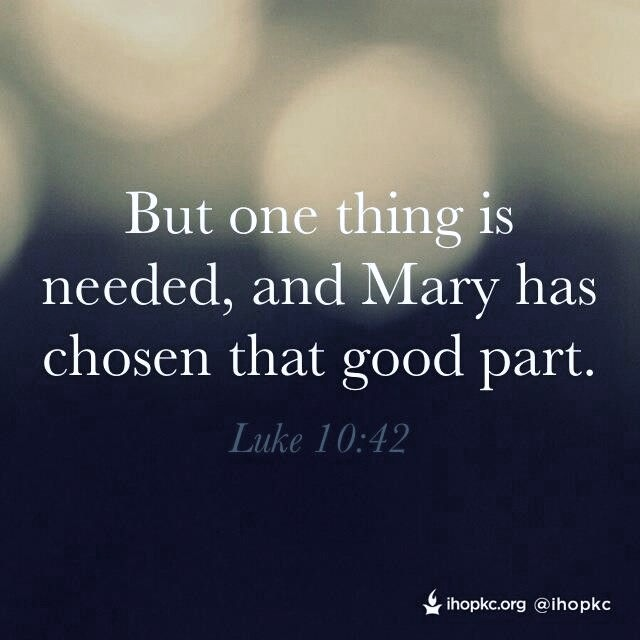 But one thing is
needed, and Mary has
chosen that good part.
Luke 10:42
ihopkc.org @ihopkc